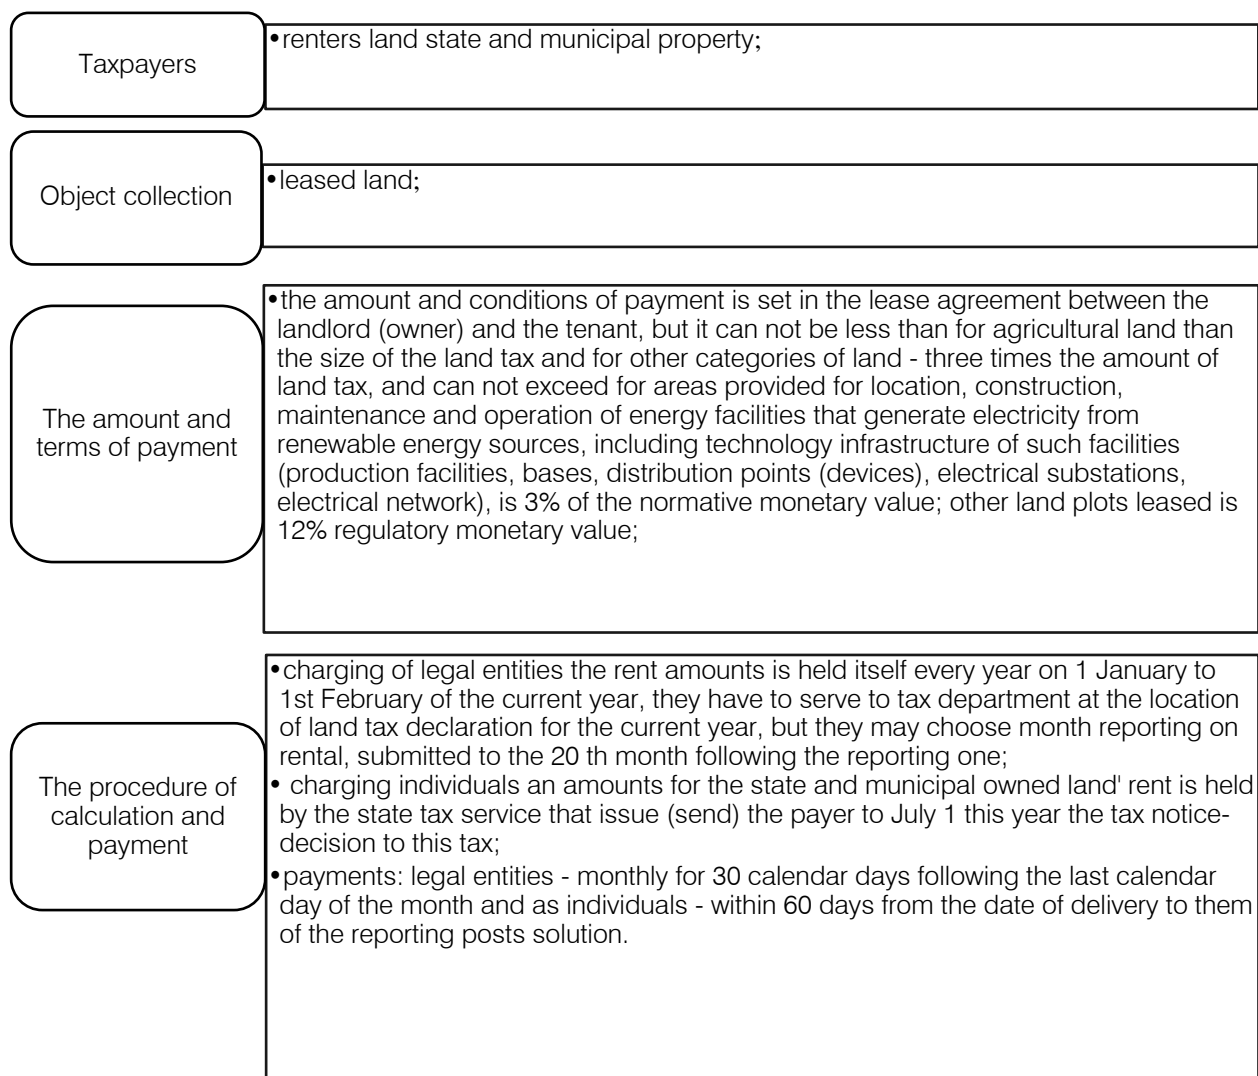 Taxpayers
•renters land state and municipal property;
Object collection
•leased land;
The amount and
terms of payment
•the amount and conditions of payment is set in the lease agreement between the
landlord (owner) and the tenant, but it can not be less than for agricultural land than
the size of the land tax and for other categories of land - three times the amount of
land tax, and can not exceed for areas provided for location, construction,
maintenance and operation of energy facilities that generate electricity from
renewable energy sources, including technology infrastructure of such facilities
(production facilities, bases, distribution points (devices), electrical substations,
electrical network), is 3% of the normative monetary value; other land plots leased is
12% regulatory monetary value;
The procedure of
calculation and
payment
•charging of legal entities the rent amounts is held itself every year on 1 January to
1st February of the current year, they have to serve to tax department at the location
of land tax declaration for the current year, but they may choose month reporting on
rental, submitted to the 20 th month following the reporting one;
• charging individuals an amounts for the state and municipal owned land' rent is held
by the state tax service that issue (send) the payer to July 1 this year the tax notice-
decision to this tax;
•payments: legal entities - monthly for 30 calendar days following the last calendar
day of the month and as individuals - within 60 days from the date of delivery to them
of the reporting posts solution.